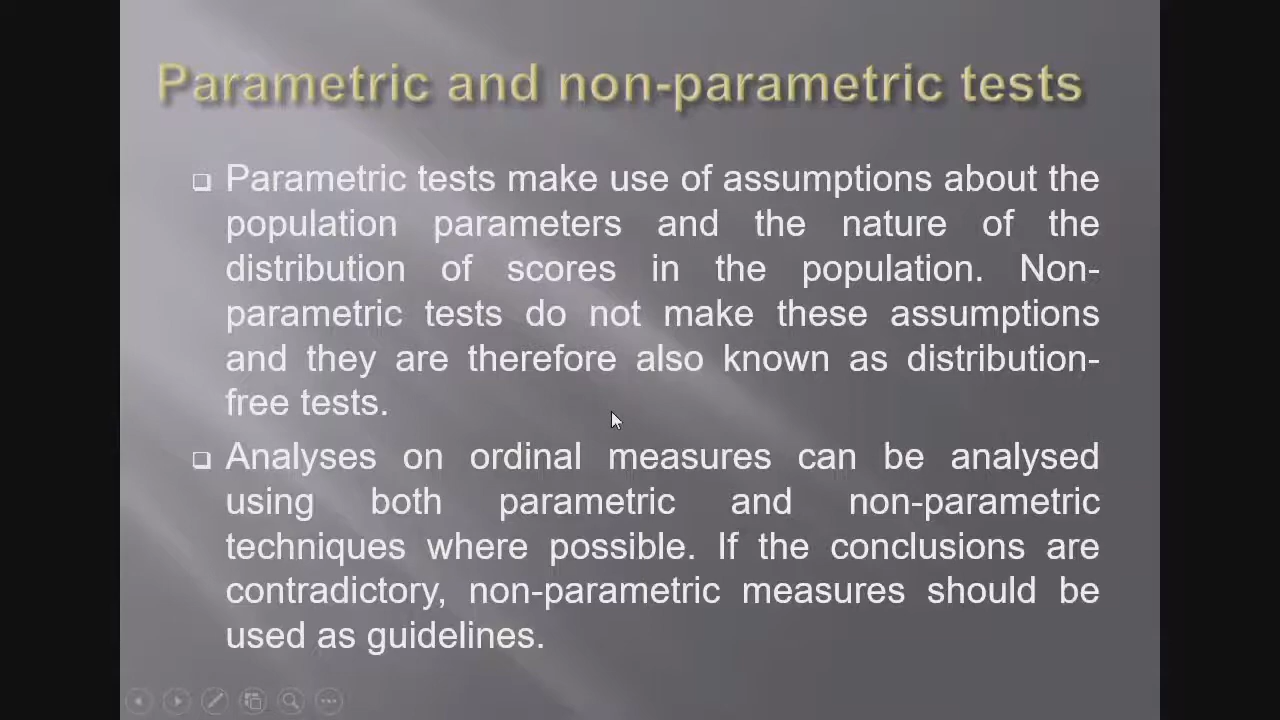 Parametric and non-parametric tests
Parametric tests make use of assumptions about the
population parameters and the nature of the
distribution of scores in the population. Non-
parametric tests do not make these assumptions
and they are therefore also known as distribution-
free tests.
Analyses on ordinal measures can be analysed
using both parametric and non-parametric
techniques where possible. If the conclusions are
contradictory, non-parametric measures should be
used as guidelines.